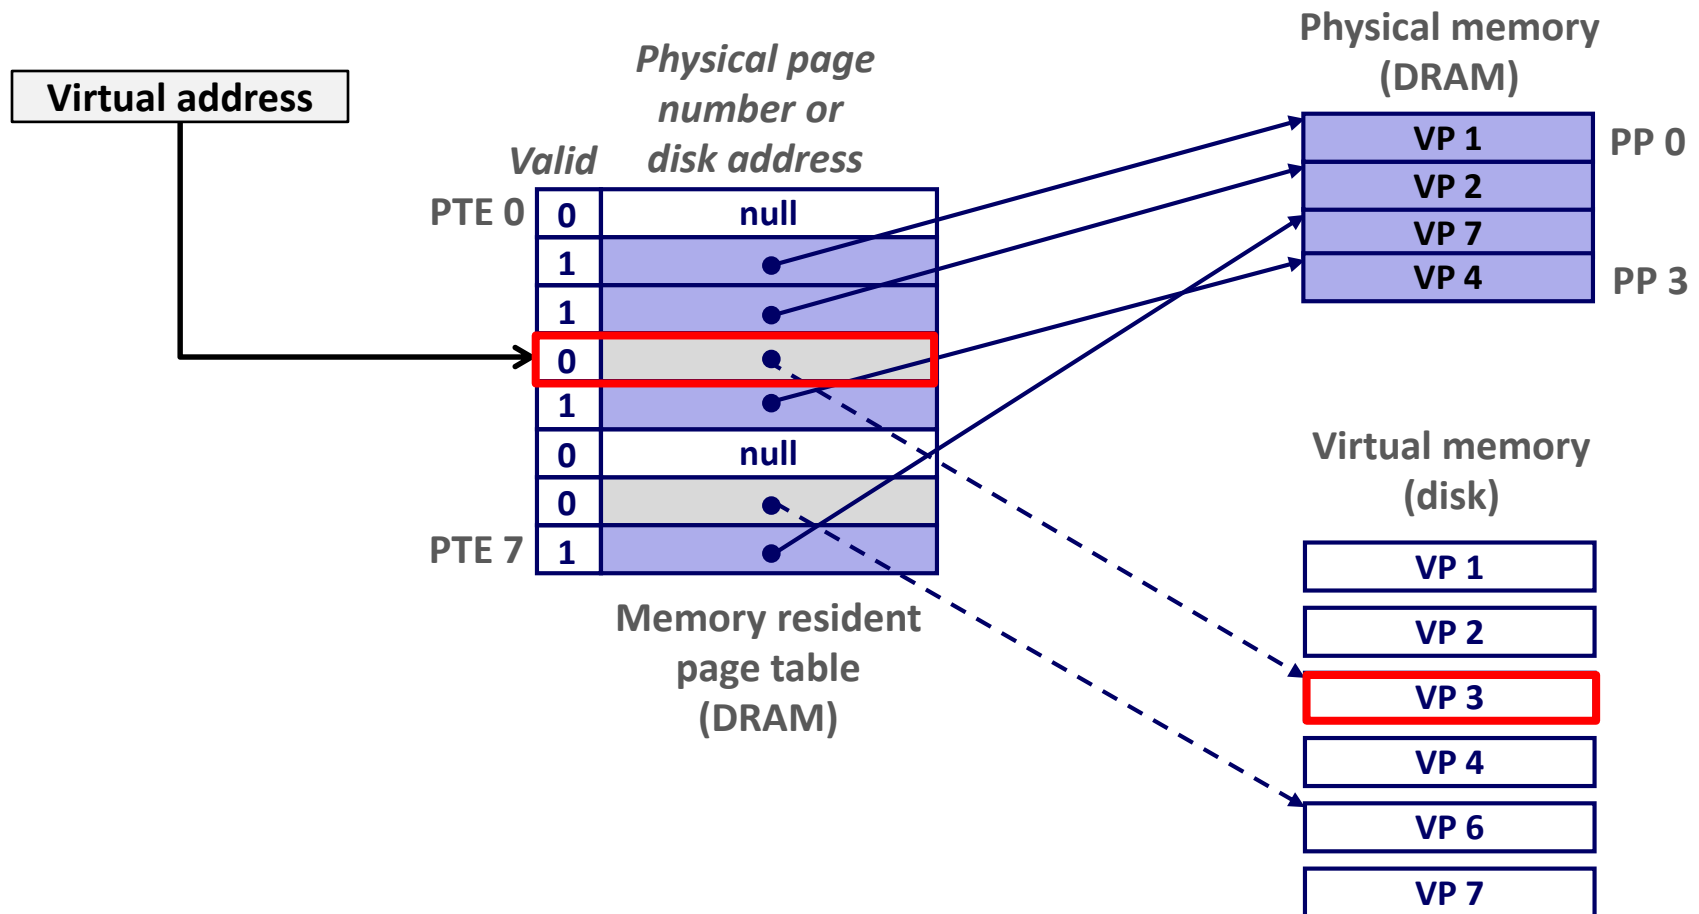 Virtual address
Physical page
number or
disk address
Valid
PTE 0
0
null
1
1
0
1
0
null
0
PTE 7
1
Memory resident
page table
(DRAM)
Physical memory
(DRAM)
VP 1
PP 0
VP 2
VP 7
VP 4
PP 3
Virtual memory
(disk)
VP 1
VP 2
VP 3
VP 4
VP 6
VP 7